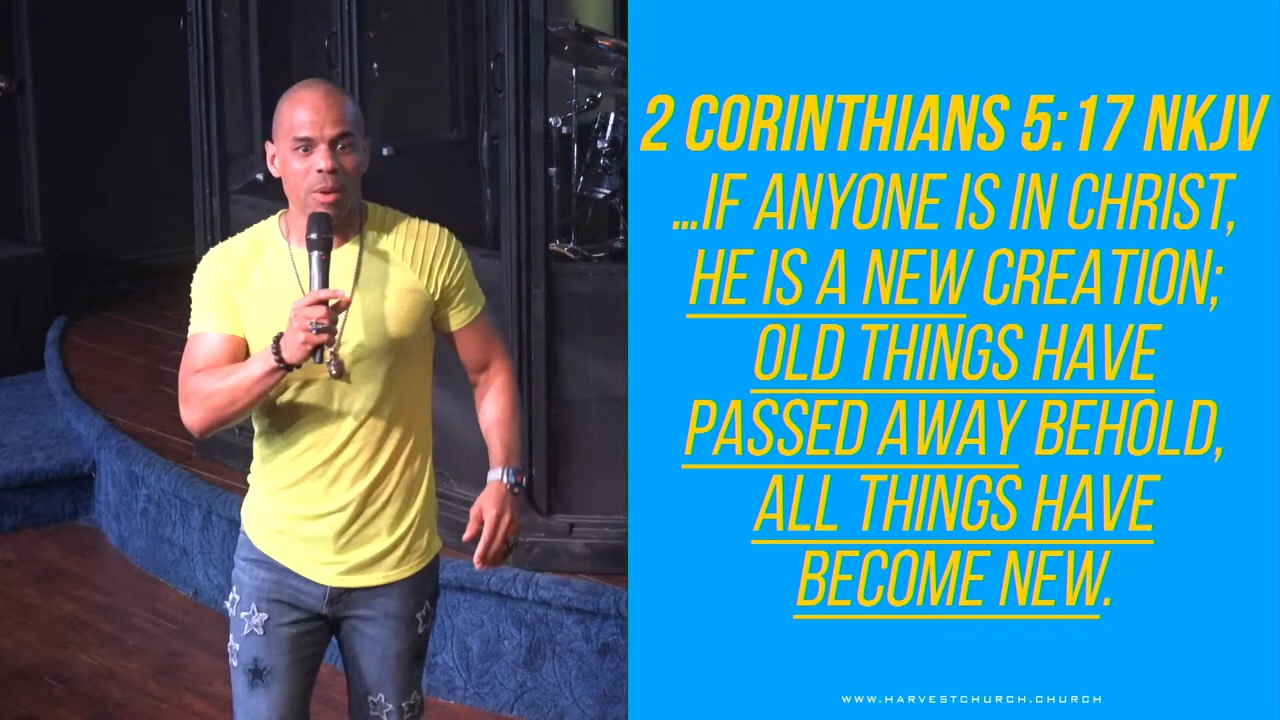 2 CORINTHIANS 5:17 NKJV
...IF ANYONE IS IN CHRIST,
HE IS A NEW CREATION;
OLD THINGS HAVE
PASSED AWAY BEHOLD,
ALL THINGS HAVE
BECOME NEW.
WWW.HARVESTCHURCH.CHURCH